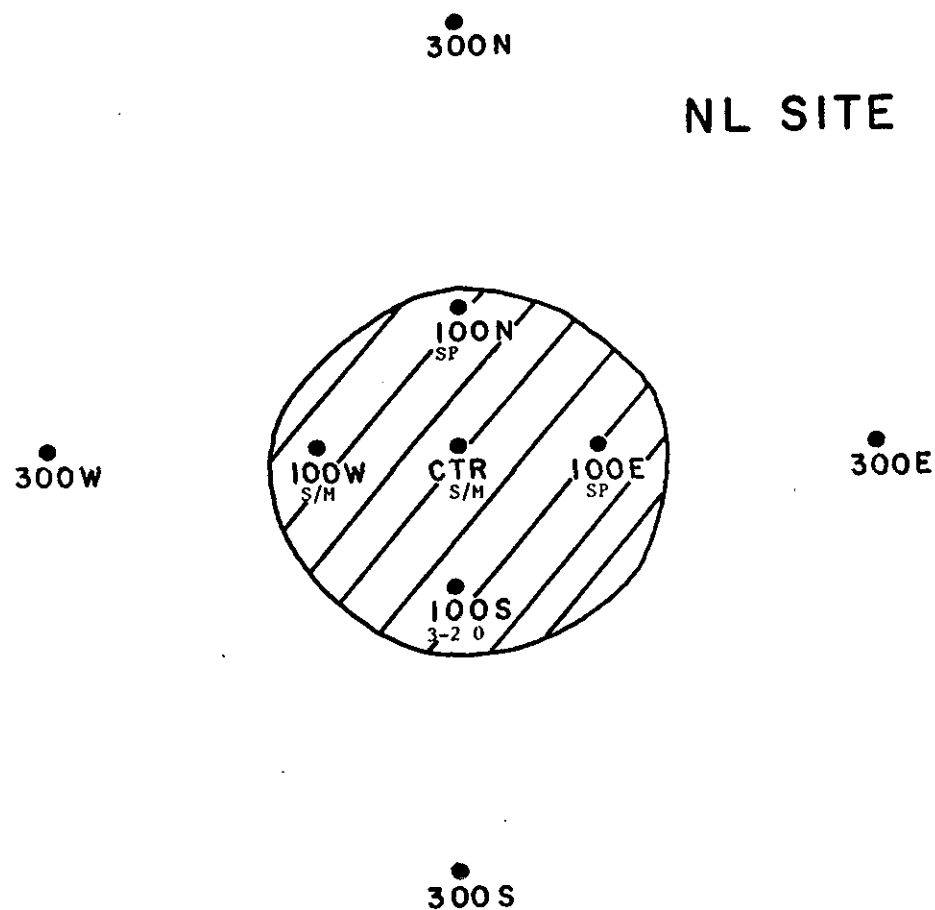 300N
NL SITE
100N
SP
300W
100W
S/M
CTR
S/M
100E
SP
300E
100S
3-2 0
300S